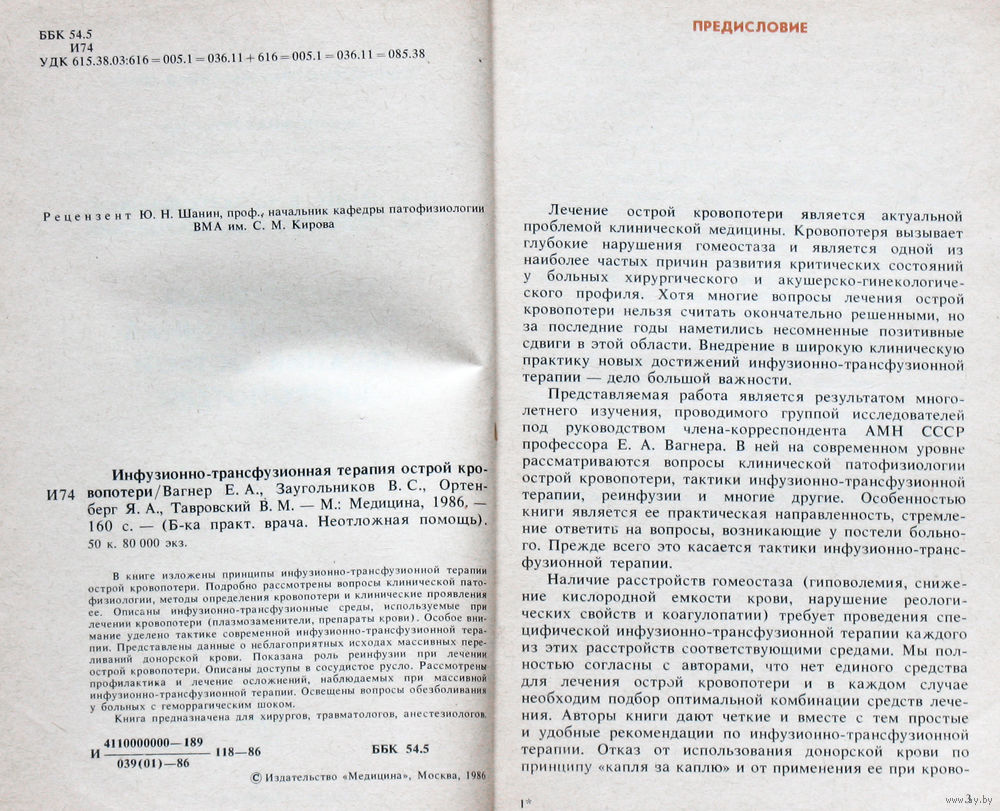 ББК 54.5
И74
УДК 615.38.03:616=005.1=036.11+616=005.1=036.11=085.38
Рецензент Ю. Н. Шанин, проф., начальник кафедры патофизиологии
ВМА им. С. М. Кирова
Инфузионно-трансфузионная терапия острой кро-
И74 вопотери/Вагнер Е. А., Заугольников В. С., Ортен-
берг Я. А., Тавровский В. М. — М.: Медицина, 1986, —
160 с. — (Б-ка практ. врача. Неотложная помощь).
50 к. 80 000 экз.
В книге изложены принципы инфузионно-трансфузионной терапии
острой кровопотери. Подробно рассмотрены вопросы клинической пато-
физиологии, методы определения кровопотери и клинические проявления
ее. Описаны инфузионно-трансфузионные среды, используемые при
лечении кровопотери (плазмозаменители, препараты крови). Особое вни-
мание уделено тактике современной инфузионно-трансфузионной тера-
пии. Представлены данные о неблагоприятных исходах массивных пере-
ливаний донорской крови. Показана роль реинфузии при лечении
острой кровопотери. Описаны доступы в сосудистое русло. Рассмотрены
профилактика и лечение осложнений, наблюдаемых при массивной
инфузионно-трансфузионной терапии. Освещены вопросы обезболивания
у больных с геморрагическим шоком.
Книга предназначена для хирургов, травматологов, анестезиологов.
И 4110000000—189 118—86 ББК 54.5
039(01)—86
© Издательство «Медицина», Москва, 1986
ПРЕДИСЛОВИЕ
Лечение острой кровопотери является актуальной
проблемой клинической медицины. Кровопотеря вызывает
глубокие нарушения гомеостаза и является одной из
наиболее частых причин развития критических состояний
у больных хирургического и акушерско-гинекологиче-
ского профиля. Хотя многие вопросы лечения острой
кровопотери нельзя считать окончательно решенными, но
за последние годы наметились несомненные позитивные
сдвиги в этой области. Внедрение в широкую клиническую
практику новых достижений инфузионно-трансфузионной
терапии — дело большой важности.
Представляемая работа является результатом много-
летнего изучения, проводимого группой исследователей
под руководством члена-корреспондента АМН СССР
профессора Е. А. Вагнера. В ней на современном уровне
рассматриваются вопросы клинической патофизиологии
острой кровопотери, тактики инфузионно-трансфузионной
терапии, реинфузии и многие другие. Особенностью
книги является ее практическая направленность, стремле-
ние ответить на вопросы, возникающие у постели больно-
го. Прежде всего это касается тактики инфузионно-транс-
фузионной терапии.
Наличие расстройств гомеостаза (гиповолемия, сниже-
ние кислородной емкости крови, нарушение реологи-
ческих свойств и коагулопатии) требует проведения спе-
цифической инфузионно-трансфузионной терапии каждого
из этих расстройств соответствующими средами. Мы пол-
ностью согласны с авторами, что нет единого средства
для лечения острой кровопотери и в каждом случае
необходим подбор оптимальной комбинации средств лече-
ния. Авторы книги дают четкие и вместе с тем простые
и удобные рекомендации по инфузионно-трансфузионной
терапии. Отказ от использования донорской крови по
принципу «капля за каплю» и от применения ее при крово-
1* 3
www.ay.by